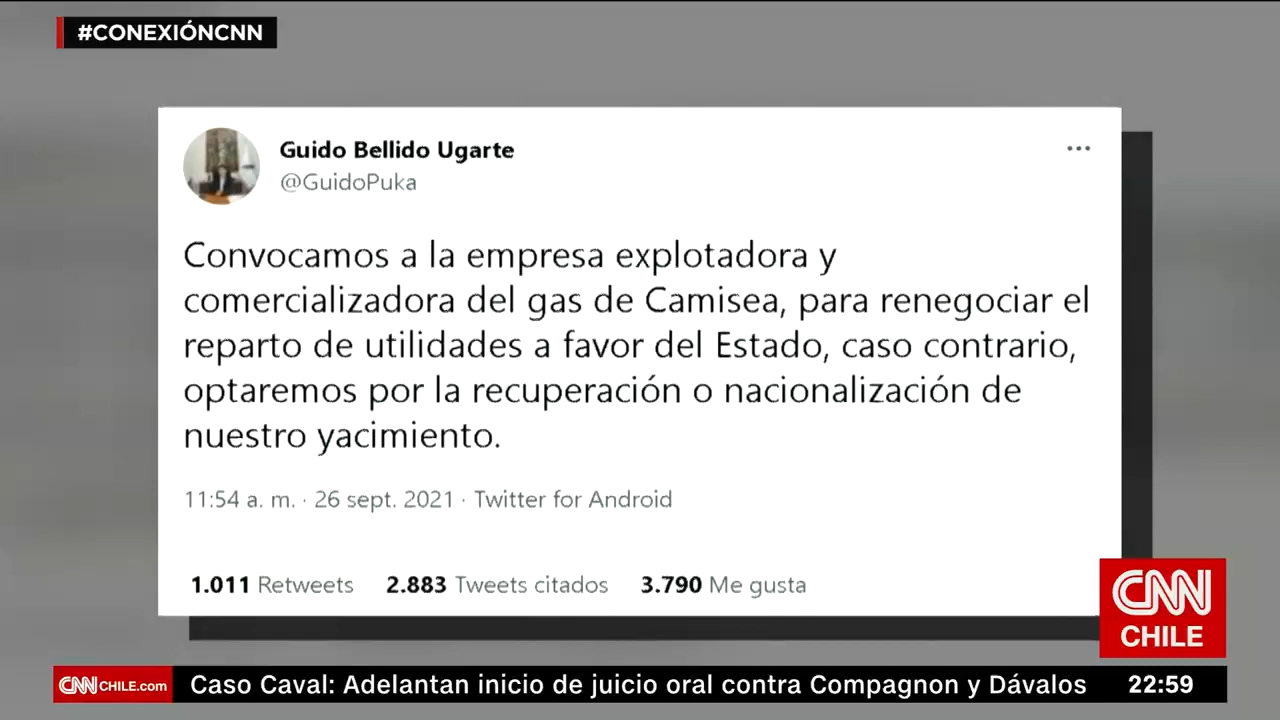 #CONEXIÓNCNN
Guido Bellido Ugarte
@GuidoPuka
Convocamos a la empresa explotadora y
comercializadora del gas de Camisea, para renegociar el
reparto de utilidades a favor del Estado, caso contrario,
optaremos por la recuperación o nacionalización de
nuestro yacimiento.
11:54 a. m. · 26 sept. 2021 · Twitter for Android
1.011 Retweets 2.883 Tweets citados 3.790 Me gusta
CNN
CHILE
CNNCHILE.com Caso Caval: Adelantan inicio de juicio oral contra Compagnon y Dávalos 22:59